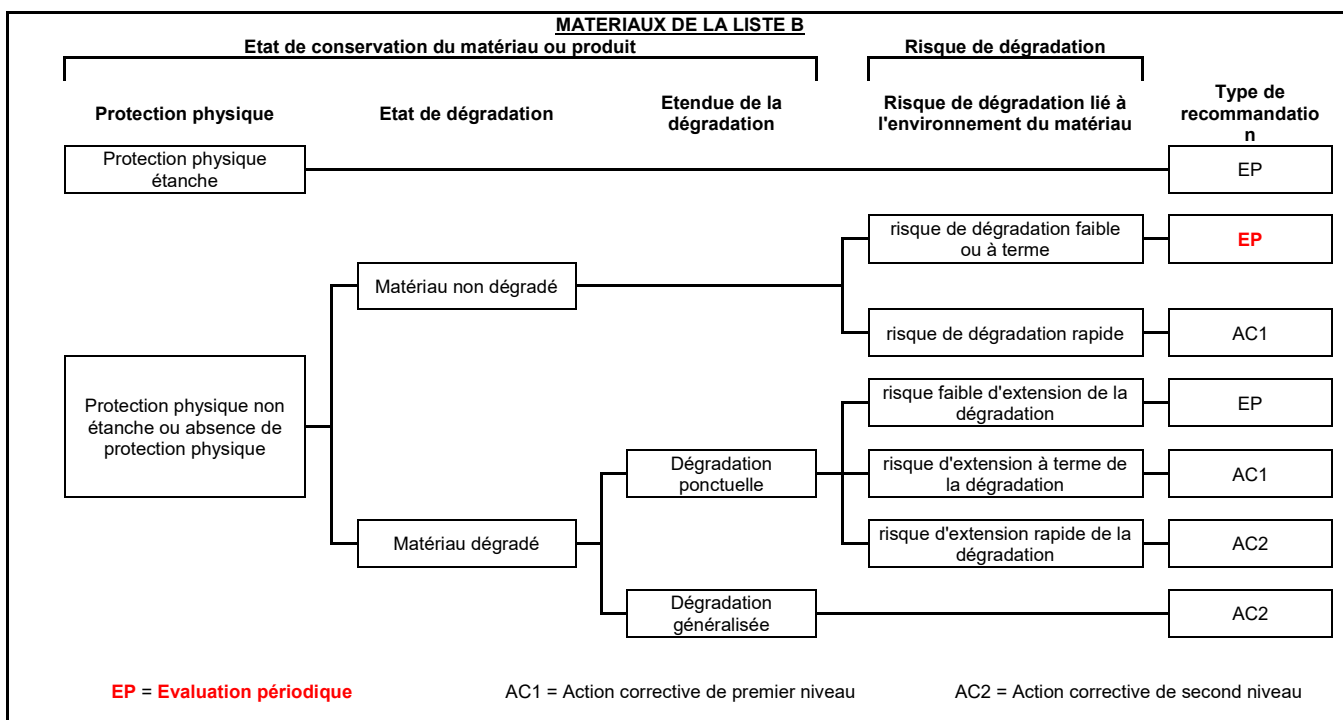 MATERIAUX DE LA LISTE B
Etat de conservation du matériau ou produit
Risque de dégradation
Protection physique
Etat de dégradation
Etendue de la
dégradation
Risque de dégradation lié à
l'environnement du matériau
Type de
recommandatio
n
Protection physique
étanche
EP
risque de dégradation faible
ou à terme
EP
Matériau non dégradé
risque de dégradation rapide
AC1
Protection physique non
étanche ou absence de
protection physique
risque faible d'extension de la
dégradation
EP
Dégradation
ponctuelle
risque d'extension à terme de
la dégradation
AC1
Matériau dégradé
risque d'extension rapide de la
dégradation
AC2
Dégradation
généralisée
AC2
EP = Evaluation périodique
AC1 = Action corrective de premier niveau
AC2 = Action corrective de second niveau